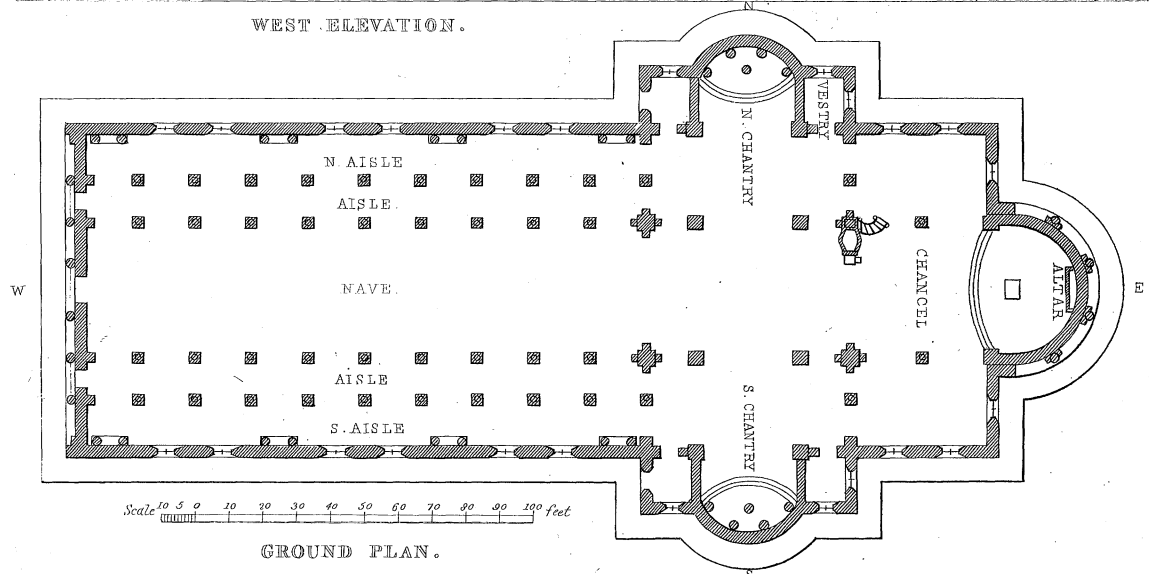 WEST ELEVATION.
N
VESTRY
N. CHANTRY
N. AISLE
AISLE.
W
NAVE.
CHANCEL
ALTAR
E
AISLE
S. AISLE
S. CHANTRY
Scale 10 5 0 10 20 30 40 50 60 70 80 90 100 feet
GROUND PLAN.
S